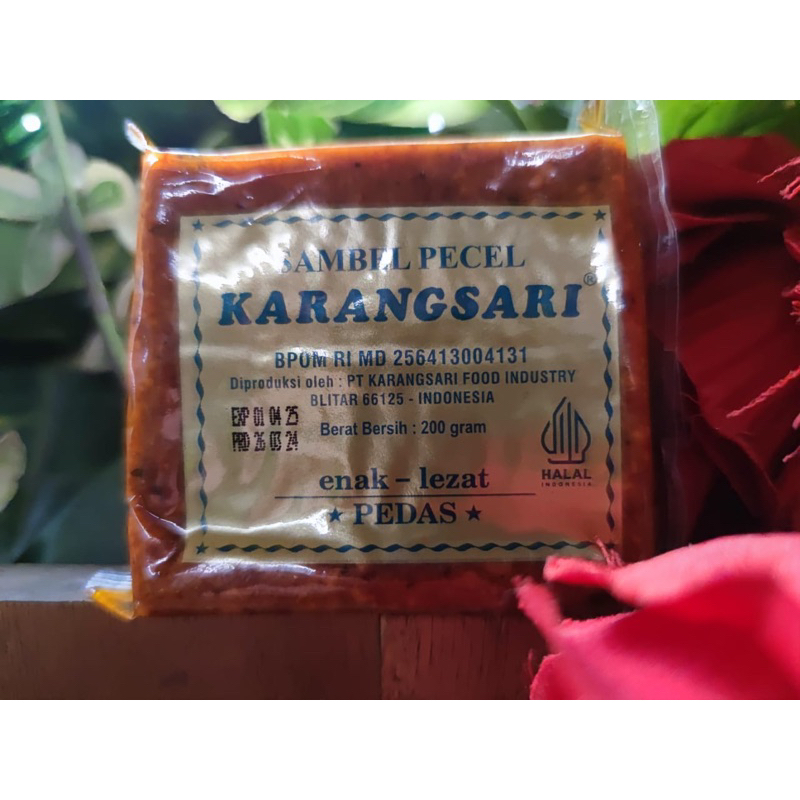 SAMBEL PECEL
KARANGSARI®
BPOM RI MD 256413004131
Diproduksi oleh : PT KARANGSARI FOOD INDUSTRY
BLITAR 66125 - INDONESIA
EXP 01 04 25
PRD 26 03 24
Berat Bersih : 200 gram
HALAL
INDONESIA
enak – lezat
★ PEDAS ★